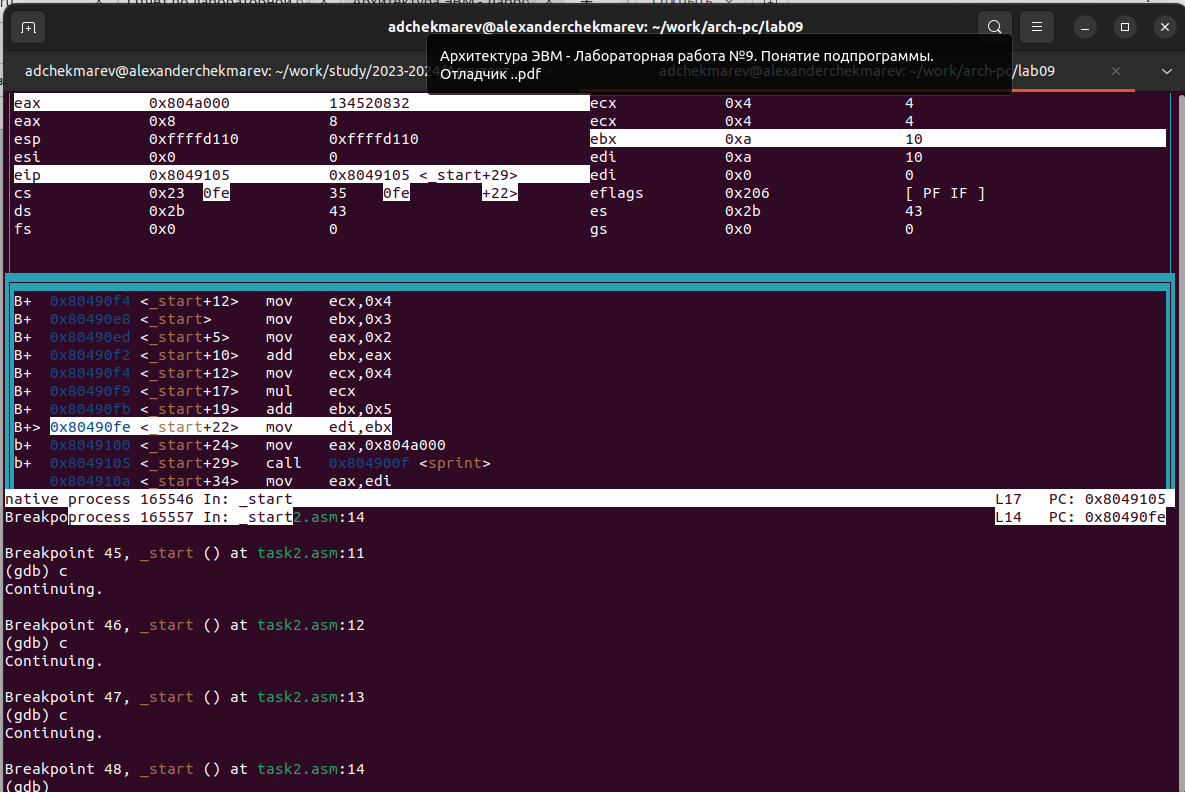 adchekmarev@alexanderchekmarev: ~/work/arch-pc/lab09
Архитектура ЭВМ - Лабораторная работа №9. Понятие подпрограммы.
Отладчик ..pdf
adchekmarev@alexanderchekmarev: ~/work/study/2023-202
adchekmarev@alexanderchekmarev: ~/work/arch-pc/lab09
eax 0x804a000 134520832 ecx 0x4 4
eax 0x8 8 ecx 0x4 4
esp 0xffffd110 0xffffd110 ebx 0xa 10
esi 0x0 0 edi 0xa 10
eip 0x8049105 0x8049105 <_start+29> edi 0x0 0
cs 0x23 0fe 35 0fe +22> eflags 0x206 [ PF IF ]
ds 0x2b 43 es 0x2b 43
fs 0x0 0 gs 0x0 0
B+ 0x80490f4 <_start+12> mov ecx,0x4
B+ 0x80490e8 <_start> mov ebx,0x3
B+ 0x80490ed <_start+5> mov eax,0x2
B+ 0x80490f2 <_start+10> add ebx,eax
B+ 0x80490f4 <_start+12> mov ecx,0x4
B+ 0x80490f9 <_start+17> mul ecx
B+ 0x80490fb <_start+19> add ebx,0x5
B+> 0x80490fe <_start+22> mov edi,ebx
b+ 0x8049100 <_start+24> mov eax,0x804a000
b+ 0x8049105 <_start+29> call 0x804900f <sprint>
0x804910a <_start+34> mov eax,edi
native process 165546 In: _start L17 PC: 0x8049105
Breakpoprocess 165557 In: _start2.asm:14 L14 PC: 0x80490fe
Breakpoint 45, _start () at task2.asm:11
(gdb) c
Continuing.
Breakpoint 46, _start () at task2.asm:12
(gdb) c
Continuing.
Breakpoint 47, _start () at task2.asm:13
(gdb) c
Continuing.
Breakpoint 48, _start () at task2.asm:14
(gdb)